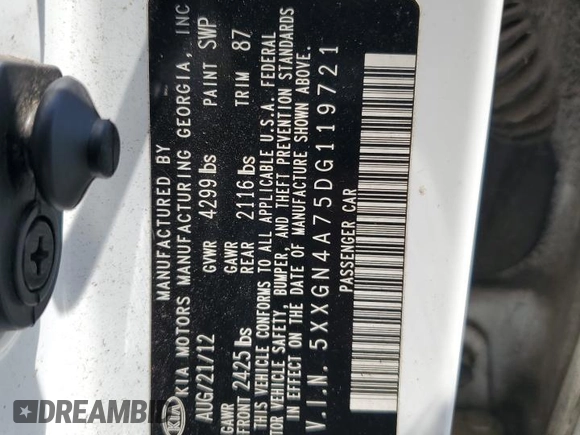 MANUFACTURED BY
KIA KIA MOTORS MANUFACTURING GEORGIA, INC
AUG/21/12 GVWR 4299 lbs PAINT SWP
GAWR FRONT 2425 lbs GAWR REAR 2116 lbs TRIM 87
THIS VEHICLE CONFORMS TO ALL APPLICABLE U.S.A. FEDERAL
TOR VEHICLE SAFETY, BUMPER, AND THEFT PREVENTION STANDARDS
IN EFFECT ON THE DATE OF MANUFACTURE SHOWN ABOVE.
V.I.N. 5XXGN4A75DG119721
PASSENGER CAR
DREAMBID